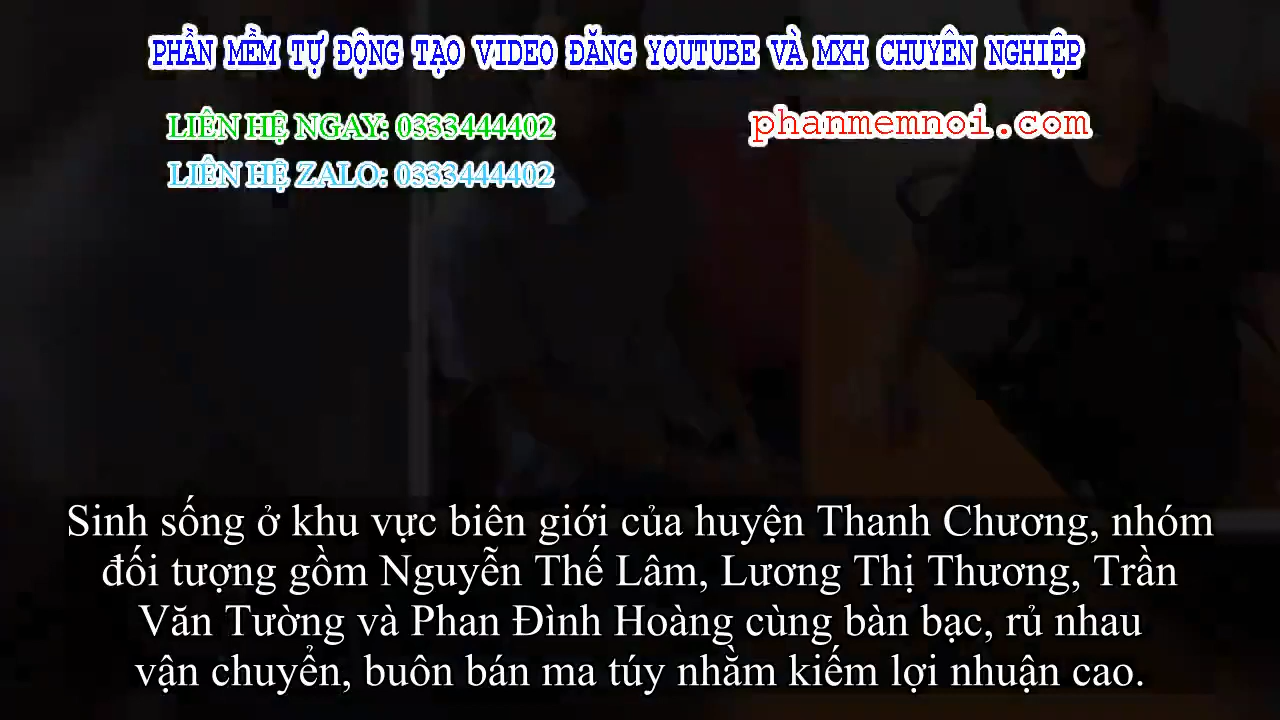 PHẦN MỀM TỰ ĐỘNG TẠO VIDEO ĐĂNG YOUTUBE VÀ MXH CHUYÊN NGHIỆP
LIÊN HỆ NGAY: 0333444402
phanmemnoi.com
LIÊN HỆ ZALO: 0333444402
Sinh sống ở khu vực biên giới của huyện Thanh Chương, nhóm
đối tượng gồm Nguyễn Thế Lâm, Lương Thị Thương, Trần
Văn Tường và Phan Đình Hoàng cùng bàn bạc, rủ nhau
vận chuyển, buôn bán ma túy nhằm kiếm lợi nhuận cao.